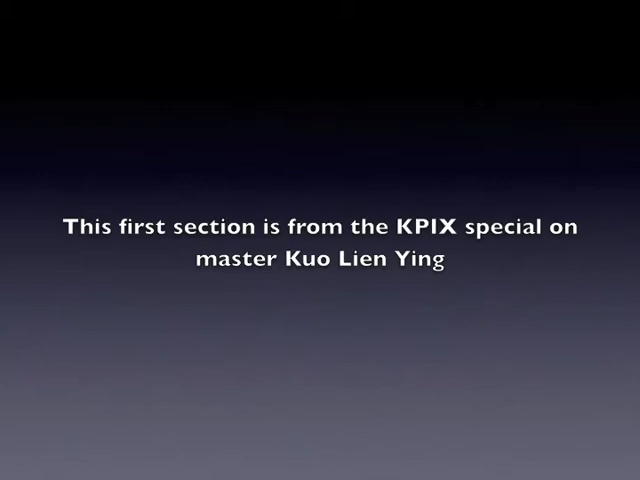 This first section is from the KPIX special on
master Kuo Lien Ying